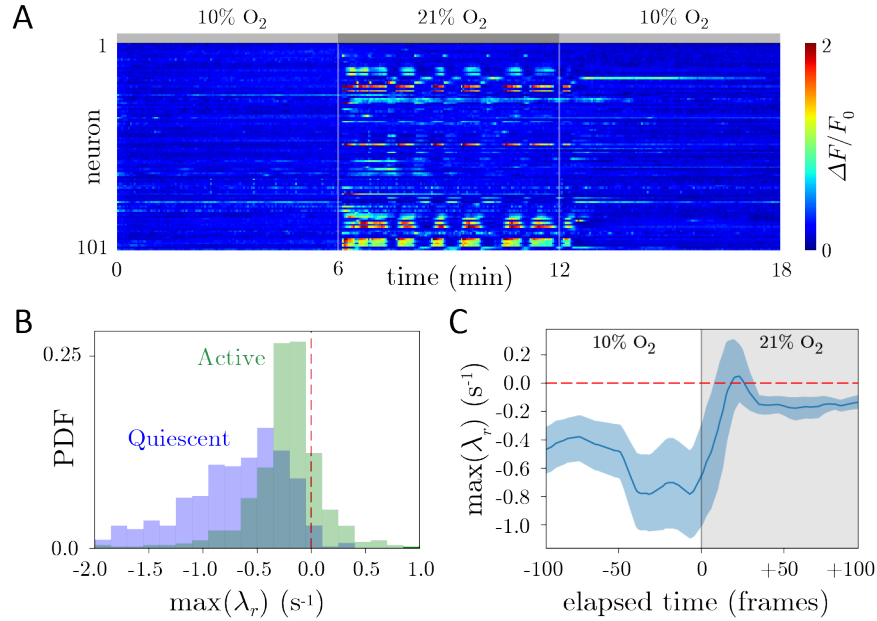 A
10% O₂ 21% O₂ 10% O₂
1
neuron
101
0 6 12 18
time (min)
2
0
ΔF/F₀
B
0.25
PDF
0.0
Active
Quiescent
-2.0 -1.5 -1.0 -0.5 0.0 0.5 1.0
max(λᵣ) (s⁻¹)
C
10% O₂ 21% O₂
0.2
0.0
-0.2
-0.4
-0.6
-0.8
-1.0
max(λᵣ) (s⁻¹)
-100 -50 0 +50 +100
elapsed time (frames)